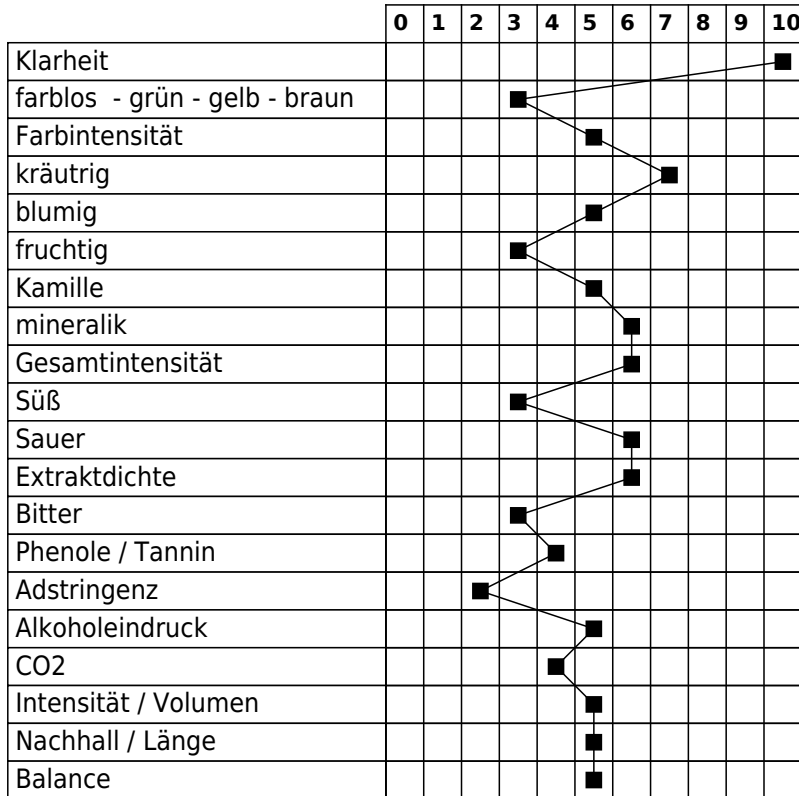 0 1 2 3 4 5 6 7 8 9 10
Klarheit
farblos - grün - gelb - braun
Farbintensität
kräutrig
blumig
fruchtig
Kamille
mineralik
Gesamtintensität
Süß
Sauer
Extraktdichte
Bitter
Phenole / Tannin
Adstringenz
Alkoholeindruck
CO2
Intensität / Volumen
Nachhall / Länge
Balance